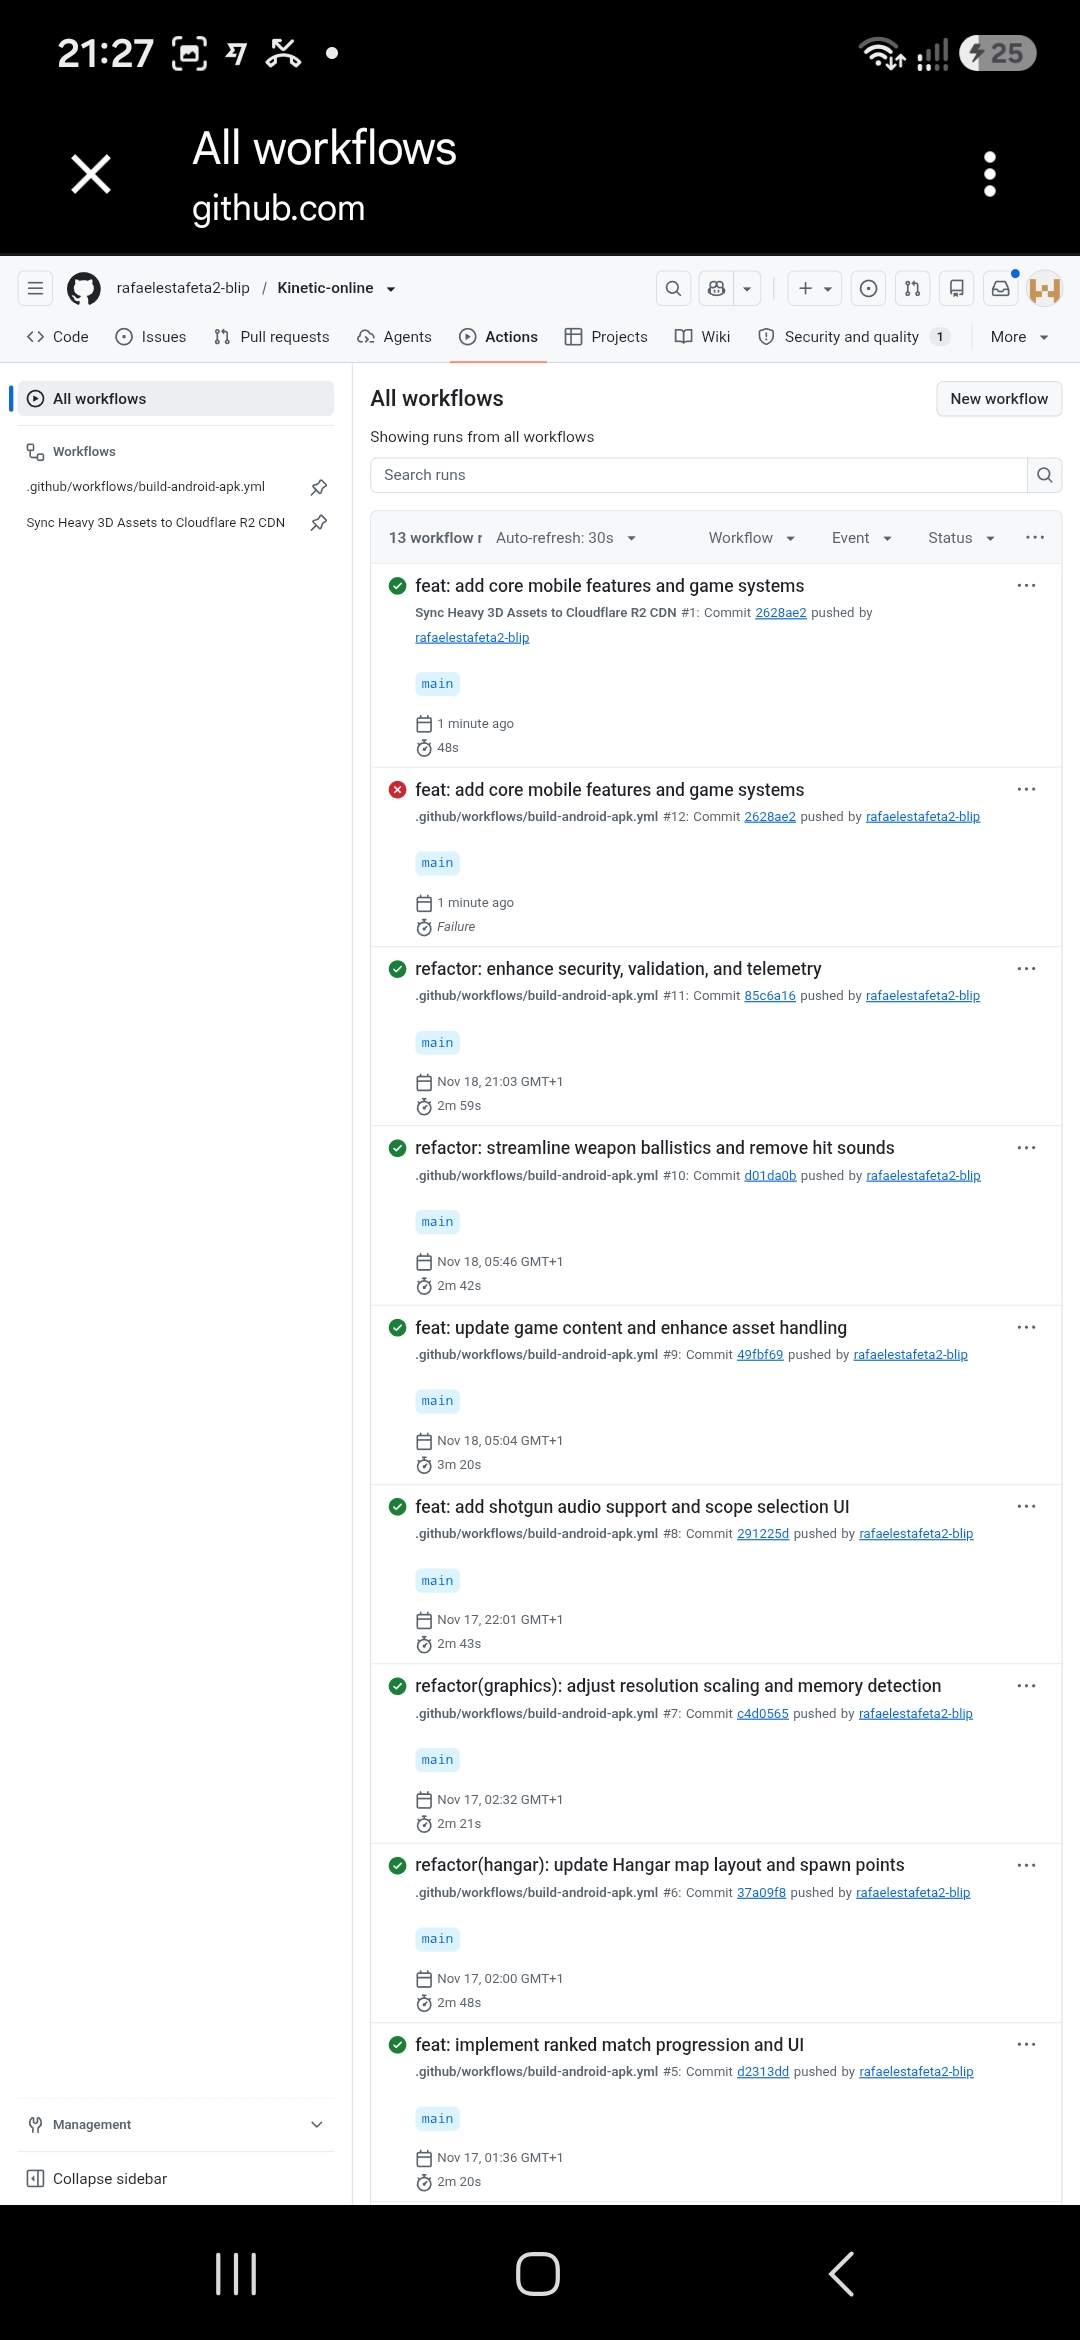 21:27
25
All workflows
github.com
rafaelestafeta2-blip / Kinetic-online
Code Issues Pull requests Agents Actions Projects Wiki Security and quality 1 More
All workflows
Workflows
.github/workflows/build-android-apk.yml
Sync Heavy 3D Assets to Cloudflare R2 CDN
All workflows
New workflow
Showing runs from all workflows
Search runs
13 workflow r Auto-refresh: 30s Workflow Event Status
feat: add core mobile features and game systems
Sync Heavy 3D Assets to Cloudflare R2 CDN #1: Commit 2628ae2 pushed by
rafaelestafeta2-blip
main
1 minute ago
48s
feat: add core mobile features and game systems
.github/workflows/build-android-apk.yml #12: Commit 2628ae2 pushed by rafaelestafeta2-blip
main
1 minute ago
Failure
refactor: enhance security, validation, and telemetry
.github/workflows/build-android-apk.yml #11: Commit 85c6a16 pushed by rafaelestafeta2-blip
main
Nov 18, 21:03 GMT+1
2m 59s
refactor: streamline weapon ballistics and remove hit sounds
.github/workflows/build-android-apk.yml #10: Commit d01da0b pushed by rafaelestafeta2-blip
main
Nov 18, 05:46 GMT+1
2m 42s
feat: update game content and enhance asset handling
.github/workflows/build-android-apk.yml #9: Commit 49fbf69 pushed by rafaelestafeta2-blip
main
Nov 18, 05:04 GMT+1
3m 20s
feat: add shotgun audio support and scope selection UI
.github/workflows/build-android-apk.yml #8: Commit 291225d pushed by rafaelestafeta2-blip
main
Nov 17, 22:01 GMT+1
2m 43s
refactor(graphics): adjust resolution scaling and memory detection
.github/workflows/build-android-apk.yml #7: Commit c4d0565 pushed by rafaelestafeta2-blip
main
Nov 17, 02:32 GMT+1
2m 21s
refactor(hangar): update Hangar map layout and spawn points
.github/workflows/build-android-apk.yml #6: Commit 37a09f8 pushed by rafaelestafeta2-blip
main
Nov 17, 02:00 GMT+1
2m 48s
feat: implement ranked match progression and UI
.github/workflows/build-android-apk.yml #5: Commit d2313dd pushed by rafaelestafeta2-blip
main
Nov 17, 01:36 GMT+1
2m 20s
Management
Collapse sidebar